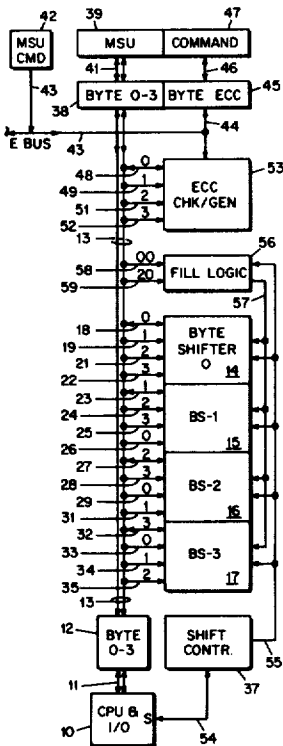 39 47
42
MSU
CMD
MSU COMMAND
41 46
43 45
BYTE 0-3 BYTE ECC
38
44
E BUS 43 53
48 0
49 1 ECC
51 2 CHK/GEN
52 3
13 56
58 00 FILL LOGIC
59 20 57
18 0
19 1 BYTE
21 2 SHIFTER
22 3 0 14
23 1
24 2 BS-1
25 3
26 0 15
27 2
28 3 BS-2
29 0
31 1 16
32 3
33 0 BS-3
34 1
35 2 17
13
12 BYTE
0-3 SHIFT
CONTR. 55
11 37
10 CPU &
I/O S 54